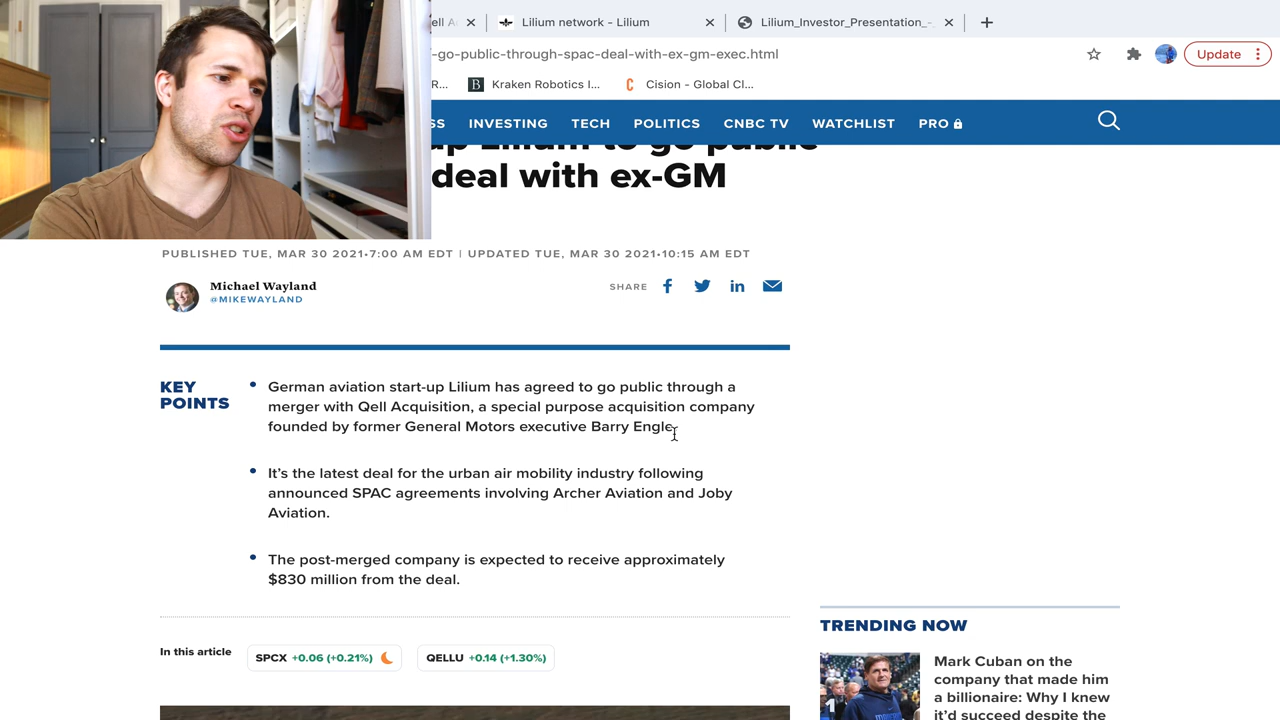 ell A
Lilium network - Lilium
Lilium_Investor_Presentation_-
-go-public-through-spac-deal-with-ex-gm-exec.html
Update
R...
B Kraken Robotics I...
C Cision - Global Cl...
SS INVESTING TECH POLITICS CNBC TV WATCHLIST PRO
up Lilium to go public
deal with ex-GM
PUBLISHED TUE, MAR 30 2021•7:00 AM EDT | UPDATED TUE, MAR 30 2021•10:15 AM EDT
Michael Wayland
@MIKEWAYLAND
SHARE
KEY
POINTS
• German aviation start-up Lilium has agreed to go public through a
merger with Qell Acquisition, a special purpose acquisition company
founded by former General Motors executive Barry Engle.
• It’s the latest deal for the urban air mobility industry following
announced SPAC agreements involving Archer Aviation and Joby
Aviation.
• The post-merged company is expected to receive approximately
$830 million from the deal.
In this article
SPCX +0.06 (+0.21%)
QELLU +0.14 (+1.30%)
TRENDING NOW
Mark Cuban on the
company that made him
a billionaire: Why I knew
it’d succeed despite the